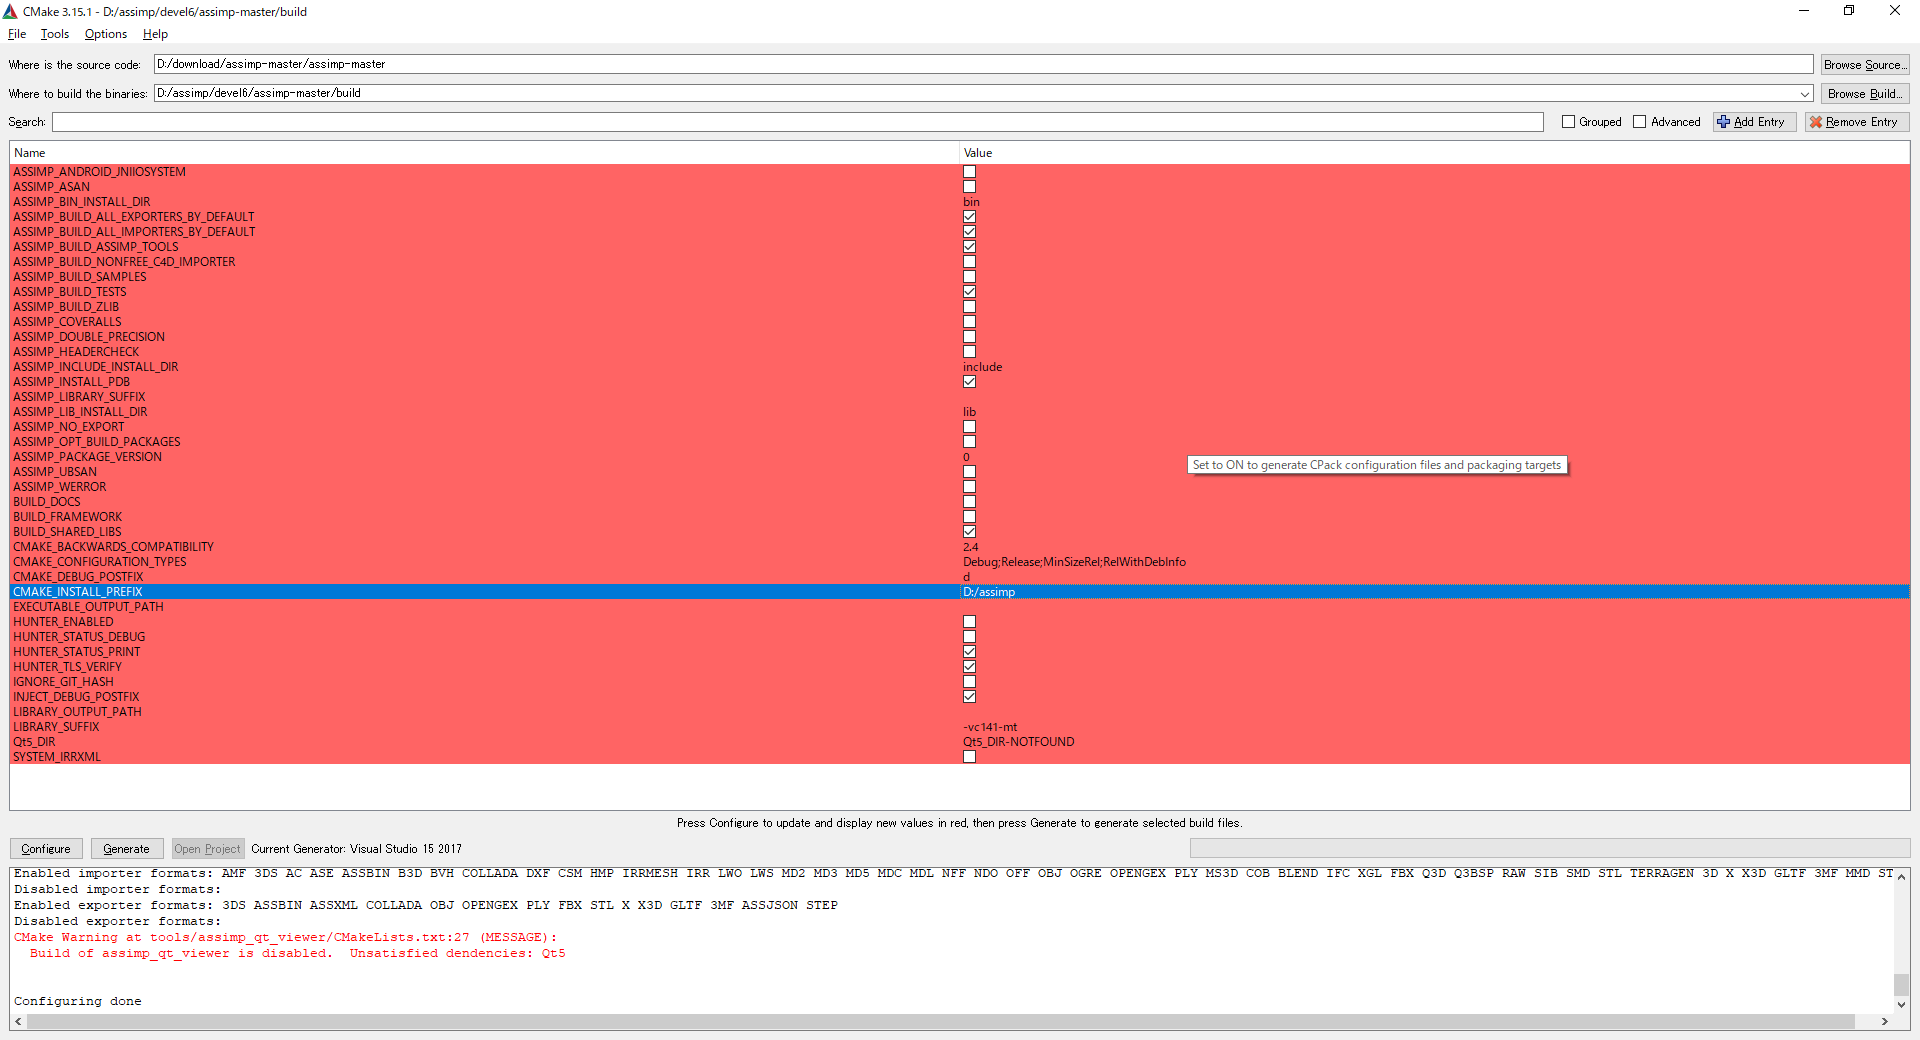 CMake 3.15.1 - D:/assimp/devel6/assimp-master/build
File Tools Options Help
Where is the source code: D:/download/assimp-master/assimp-master Browse Source...
Where to build the binaries: D:/assimp/devel6/assimp-master/build Browse Build...
Search: Grouped Advanced Add Entry Remove Entry
Name Value
ASSIMP_ANDROID_JNIIOSYSTEM
ASSIMP_ASAN
ASSIMP_BIN_INSTALL_DIR bin
ASSIMP_BUILD_ALL_EXPORTERS_BY_DEFAULT
ASSIMP_BUILD_ALL_IMPORTERS_BY_DEFAULT
ASSIMP_BUILD_ASSIMP_TOOLS
ASSIMP_BUILD_NONFREE_C4D_IMPORTER
ASSIMP_BUILD_SAMPLES
ASSIMP_BUILD_TESTS
ASSIMP_BUILD_ZLIB
ASSIMP_COVERALLS
ASSIMP_DOUBLE_PRECISION
ASSIMP_HEADERCHECK
ASSIMP_INCLUDE_INSTALL_DIR include
ASSIMP_INSTALL_PDB
ASSIMP_LIBRARY_SUFFIX
ASSIMP_LIB_INSTALL_DIR lib
ASSIMP_NO_EXPORT
ASSIMP_OPT_BUILD_PACKAGES
ASSIMP_PACKAGE_VERSION 0
Set to ON to generate CPack configuration files and packaging targets
ASSIMP_UBSAN
ASSIMP_WERROR
BUILD_DOCS
BUILD_FRAMEWORK
BUILD_SHARED_LIBS
CMAKE_BACKWARDS_COMPATIBILITY 2.4
CMAKE_CONFIGURATION_TYPES Debug;Release;MinSizeRel;RelWithDebInfo
CMAKE_DEBUG_POSTFIX d
CMAKE_INSTALL_PREFIX D:/assimp
EXECUTABLE_OUTPUT_PATH
HUNTER_ENABLED
HUNTER_STATUS_DEBUG
HUNTER_STATUS_PRINT
HUNTER_TLS_VERIFY
IGNORE_GIT_HASH
INJECT_DEBUG_POSTFIX
LIBRARY_OUTPUT_PATH
LIBRARY_SUFFIX -vc141-mt
Qt5_DIR Qt5_DIR-NOTFOUND
SYSTEM_IRRXML
Press Configure to update and display new values in red, then press Generate to generate selected build files.
Configure Generate Open Project Current Generator: Visual Studio 15 2017
Enabled importer formats: AMF 3DS AC ASE ASSBIN B3D BVH COLLADA DXF CSM HMP IRRMESH IRR LWO LWS MD2 MD3 MD5 MDC MDL NFF NDO OFF OBJ OGRE OPENGEX PLY MS3D COB BLEND IFC XGL FBX Q3D Q3BSP RAW SIB SMD STL TERRAGEN 3D X X3D GLTF 3MF MMD ST
Disabled importer formats:
Enabled exporter formats: 3DS ASSBIN ASSXML COLLADA OBJ OPENGEX PLY FBX STL X X3D GLTF 3MF ASSJSON STEP
Disabled exporter formats:
CMake Warning at tools/assimp_qt_viewer/CMakeLists.txt:27 (MESSAGE):
Build of assimp_qt_viewer is disabled. Unsatisfied dendencies: Qt5
Configuring done